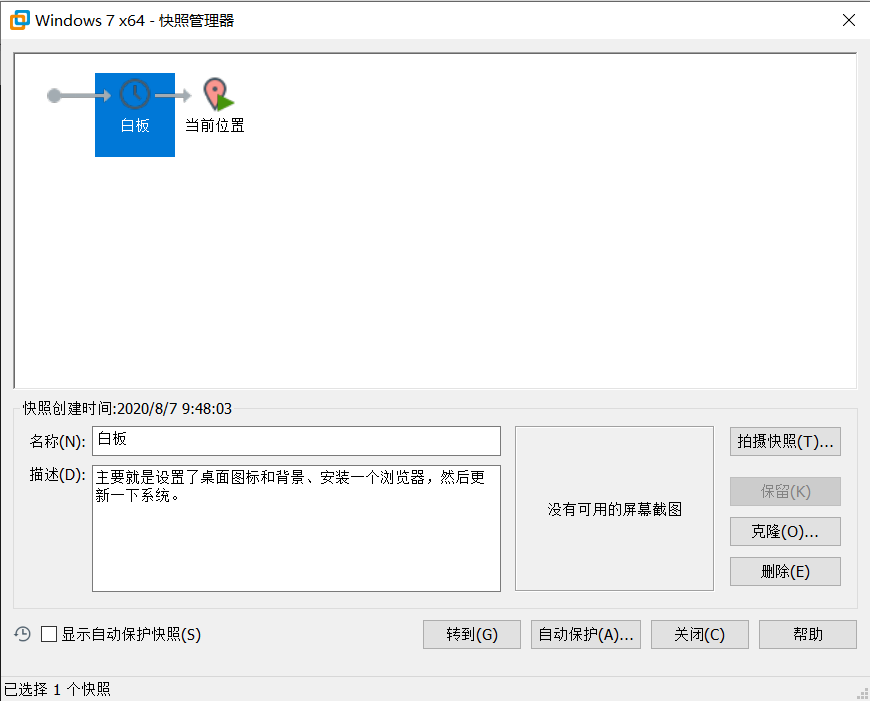 Windows 7 x64 - 快照管理器
白板
当前位置
快照创建时间:2020/8/7 9:48:03
名称(N):
白板
描述(D):
主要就是设置了桌面图标和背景、安装一个浏览器，然后更
新一下系统。
没有可用的屏幕截图
拍摄快照(T)...
保留(K)
克隆(O)...
删除(E)
显示自动保护快照(S)
转到(G)
自动保护(A)...
关闭(C)
帮助
已选择 1 个快照